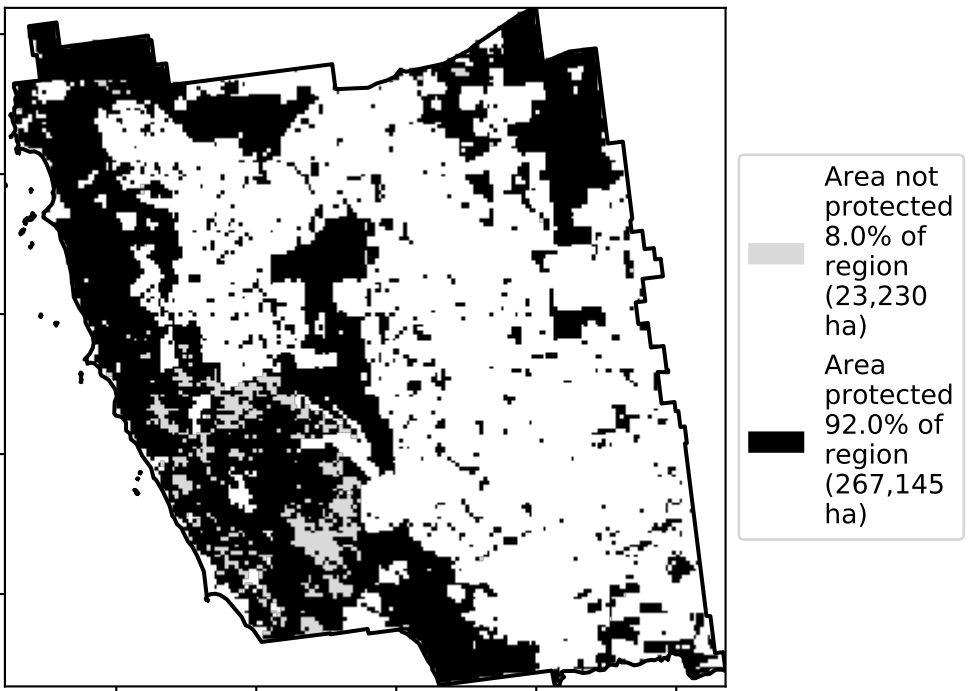 Area not
protected
8.0% of
region
(23,230
ha)
Area
protected
92.0% of
region
(267,145
ha)